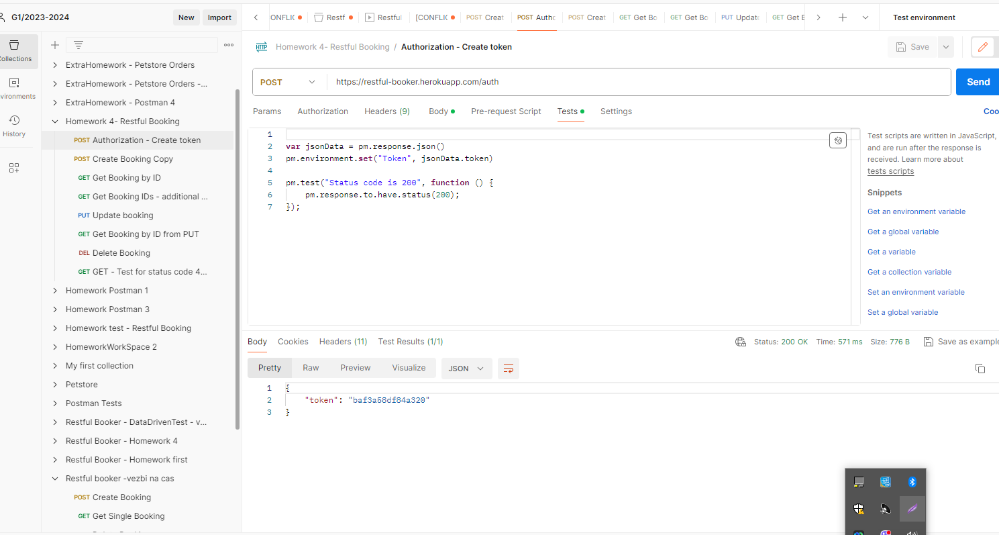 G1/2023-2024
New
Import
Collections
Environments
History
ExtraHomework - Petstore Orders
ExtraHomework - Petstore Orders -...
ExtraHomework - Postman 4
Homework 4- Restful Booking
POST Authorization - Create token
POST Create Booking Copy
GET Get Booking by ID
GET Get Booking IDs - additional ...
PUT Update booking
GET Get Booking by ID from PUT
DEL Delete Booking
GET GET - Test for status code 4...
Homework Postman 1
Homework Postman 3
Homework test - Restful Booking
HomeworkWorkSpace 2
My first collection
Petstore
Postman Tests
Restful Booker - DataDrivenTest - v...
Restful Booker - Homework 4
Restful Booker - Homework first
Restful booker -vezbi na cas
POST Create Booking
GET Get Single Booking
CONFLIC Restf Restful [CONFLIC POST Creat POST Autho POST Creat GET Get Bo GET Get Bo PUT Updat GET Get B
Test environment
HTTP Homework 4- Restful Booking / Authorization - Create token
Save
POST https://restful-booker.herokuapp.com/auth
Send
Params Authorization Headers (9) Body Pre-request Script Tests Settings
Coo
1
2 var jsonData = pm.response.json()
3 pm.environment.set("Token", jsonData.token)
4
5 pm.test("Status code is 200", function () {
6 pm.response.to.have.status(200);
7 });
Test scripts are written in JavaScript,
and are run after the response is
received. Learn more about
tests scripts
Snippets
Get an environment variable
Get a global variable
Get a variable
Get a collection variable
Set an environment variable
Set a global variable
Body Cookies Headers (11) Test Results (1/1)
Status: 200 OK Time: 571 ms Size: 776 B Save as example
Pretty Raw Preview Visualize JSON
1 {
2 "token": "baf3a58df84a320"
3 }